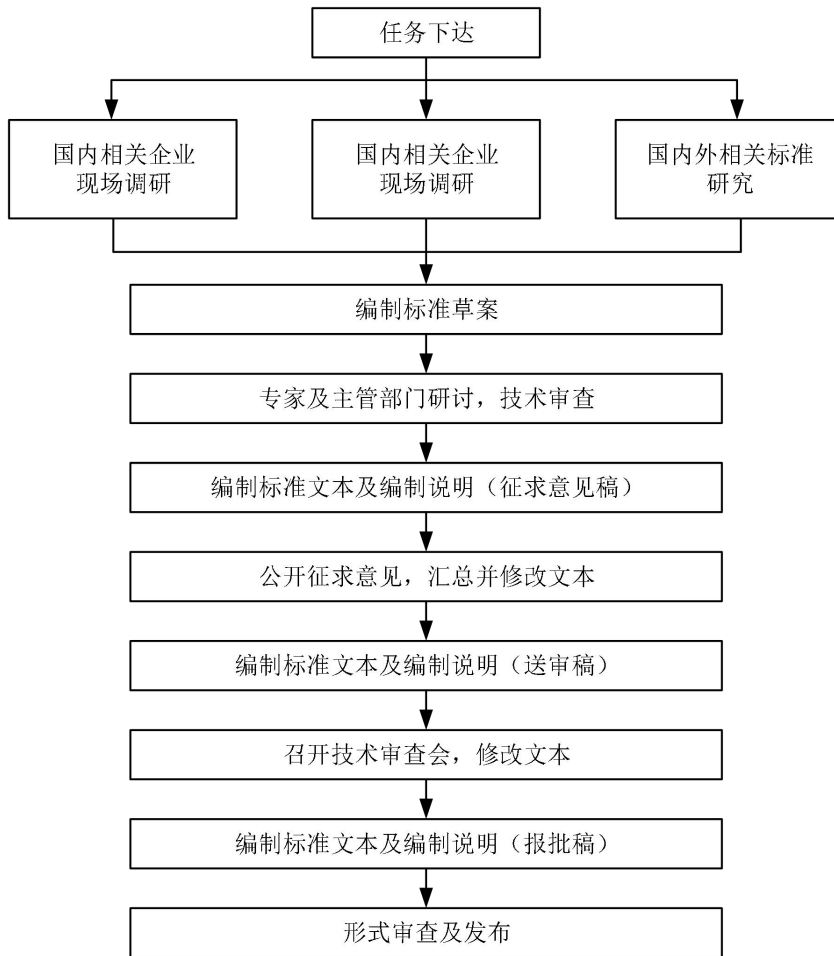 任务下达
国内相关企业
现场调研
国内相关企业
现场调研
国内外相关标准
研究
编制标准草案
专家及主管部门研讨，技术审查
编制标准文本及编制说明（征求意见稿）
公开征求意见，汇总并修改文本
编制标准文本及编制说明（送审稿）
召开技术审查会，修改文本
编制标准文本及编制说明（报批稿）
形式审查及发布